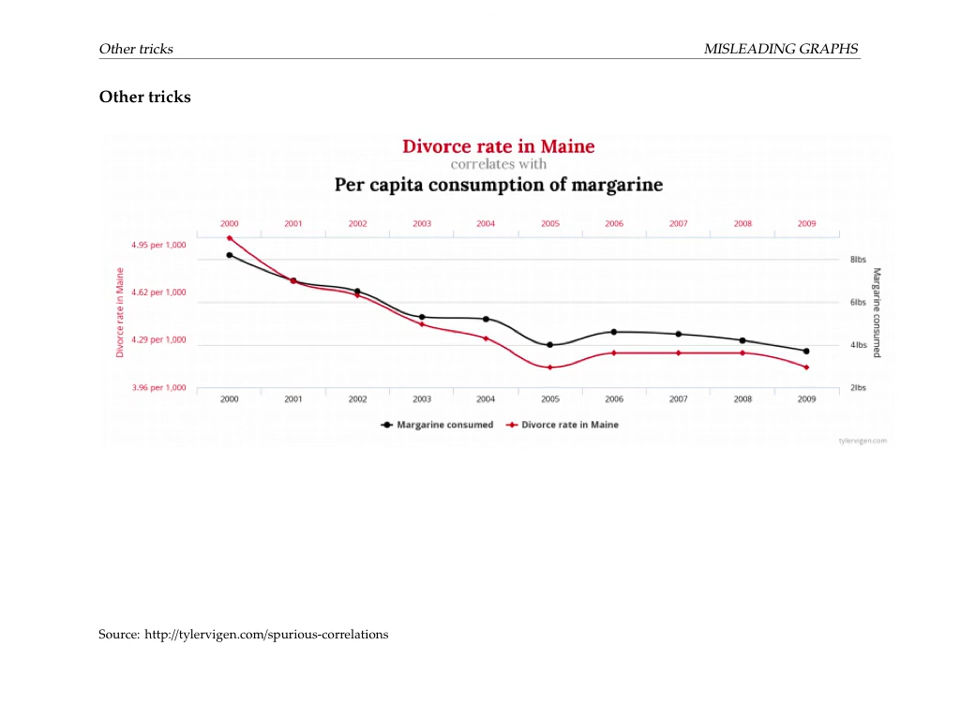 Other tricks MISLEADING GRAPHS
Other tricks
Divorce rate in Maine
correlates with
Per capita consumption of margarine
2000 2001 2002 2003 2004 2005 2006 2007 2008 2009
4.95 per 1,000
4.62 per 1,000
4.29 per 1,000
3.96 per 1,000
Divorce rate in Maine
8lbs
6lbs
4lbs
2lbs
Margarine consumed
2000 2001 2002 2003 2004 2005 2006 2007 2008 2009
Margarine consumed Divorce rate in Maine
tylervigen.com
Source: http://tylervigen.com/spurious-correlations